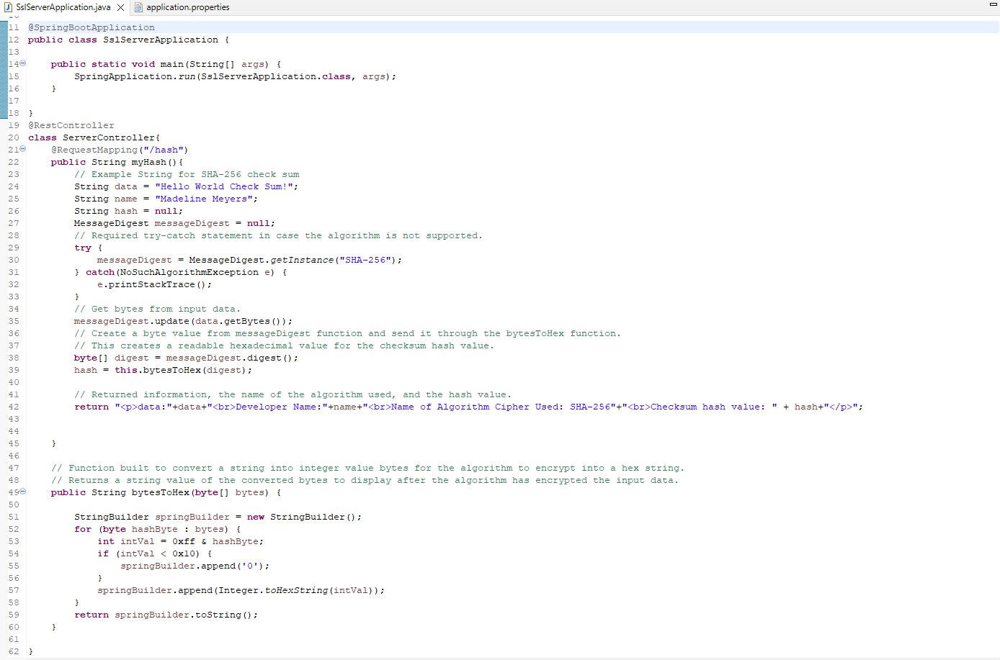 SslServerApplication.java application.properties
10
11 @SpringBootApplication
12 public class SslServerApplication {
13
14 public static void main(String[] args) {
15 SpringApplication.run(SslServerApplication.class, args);
16 }
17
18 }
19 @RestController
20 class ServerController{
21 @RequestMapping("/hash")
22 public String myHash(){
23 // Example String for SHA-256 check sum
24 String data = "Hello World Check Sum!";
25 String name = "Madeline Meyers";
26 String hash = null;
27 MessageDigest messageDigest = null;
28 // Required try-catch statement in case the algorithm is not supported.
29 try {
30 messageDigest = MessageDigest.getInstance("SHA-256");
31 } catch(NoSuchAlgorithmException e) {
32 e.printStackTrace();
33 }
34 // Get bytes from input data.
35 messageDigest.update(data.getBytes());
36 // Create a byte value from messageDigest function and send it through the bytesToHex function.
37 // This creates a readable hexadecimal value for the checksum hash value.
38 byte[] digest = messageDigest.digest();
39 hash = this.bytesToHex(digest);
40
41 // Returned information, the name of the algorithm used, and the hash value.
42 return "<p>data:"+data+"<br>Developer Name:"+name+"<br>Name of Algorithm Cipher Used: SHA-256"+"<br>Checksum hash value: " + hash+"</p>";
43
44
45 }
46
47 // Function built to convert a string into integer value bytes for the algorithm to encrypt into a hex string.
48 // Returns a string value of the converted bytes to display after the algorithm has encrypted the input data.
49 public String bytesToHex(byte[] bytes) {
50
51 StringBuilder springBuilder = new StringBuilder();
52 for (byte hashByte : bytes) {
53 int intVal = 0xff & hashByte;
54 if (intVal < 0x10) {
55 springBuilder.append('0');
56 }
57 springBuilder.append(Integer.toHexString(intVal));
58 }
59 return springBuilder.toString();
60 }
61
62 }